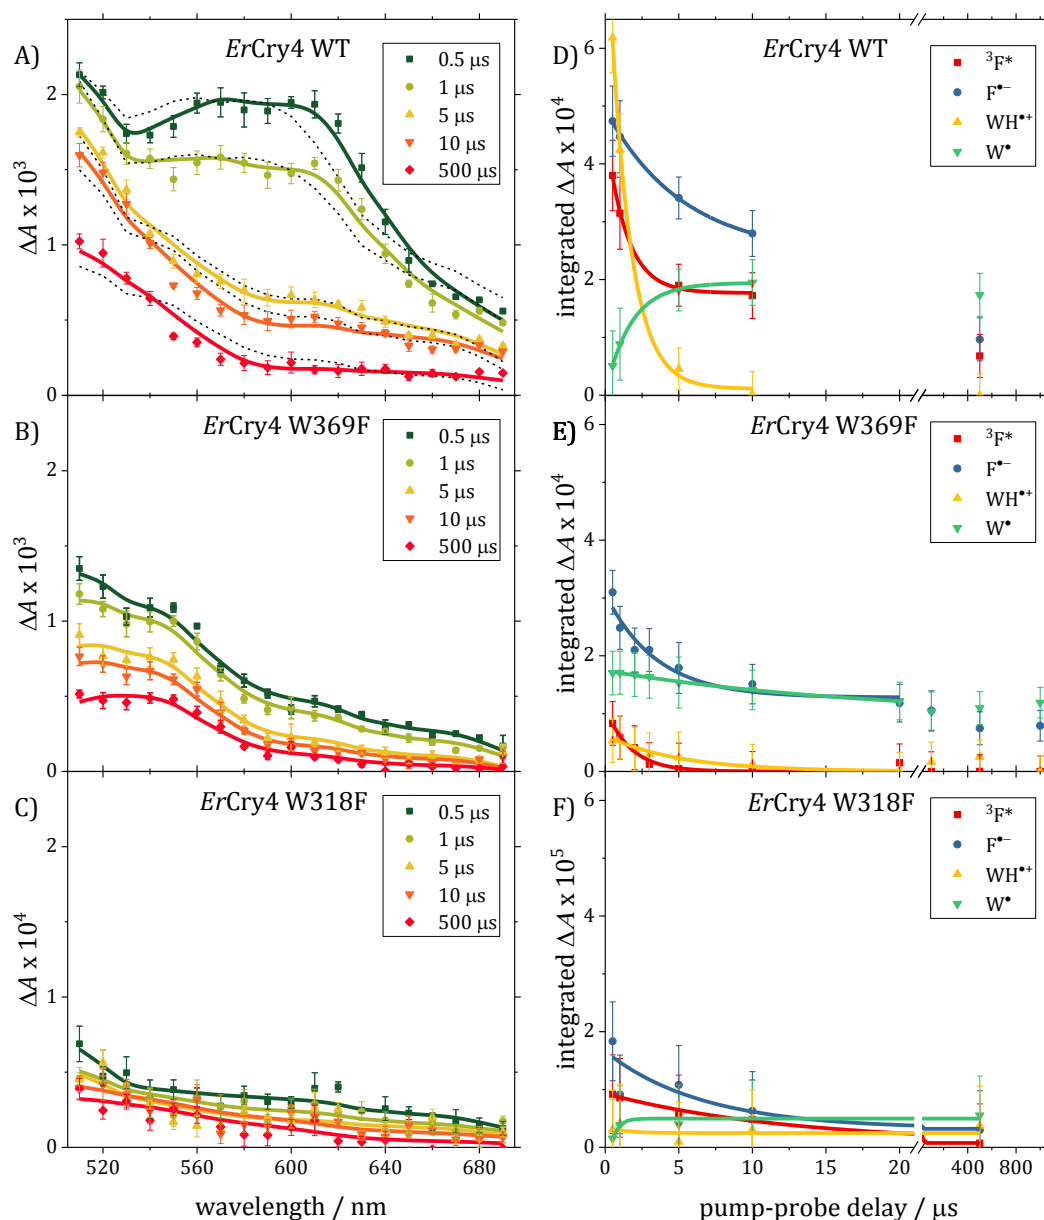 A)
ErCry4 WT
0.5 μs
1 μs
5 μs
10 μs
500 μs
2
1
0
ΔA x 10³
B)
ErCry4 W369F
0.5 μs
1 μs
5 μs
10 μs
500 μs
2
1
0
ΔA x 10³
C)
ErCry4 W318F
0.5 μs
1 μs
5 μs
10 μs
500 μs
2
1
0
ΔA x 10⁴
520
560
600
640
680
wavelength / nm
D)
ErCry4 WT
³F*
F•−
WH•+
W•
6
4
2
0
integrated ΔA x 10⁴
E)
ErCry4 W369F
³F*
F•−
WH•+
W•
6
4
2
0
integrated ΔA x 10⁴
F)
ErCry4 W318F
³F*
F•−
WH•+
W•
6
4
2
0
integrated ΔA x 10⁵
0
5
10
15
20
400
800
pump-probe delay / μs